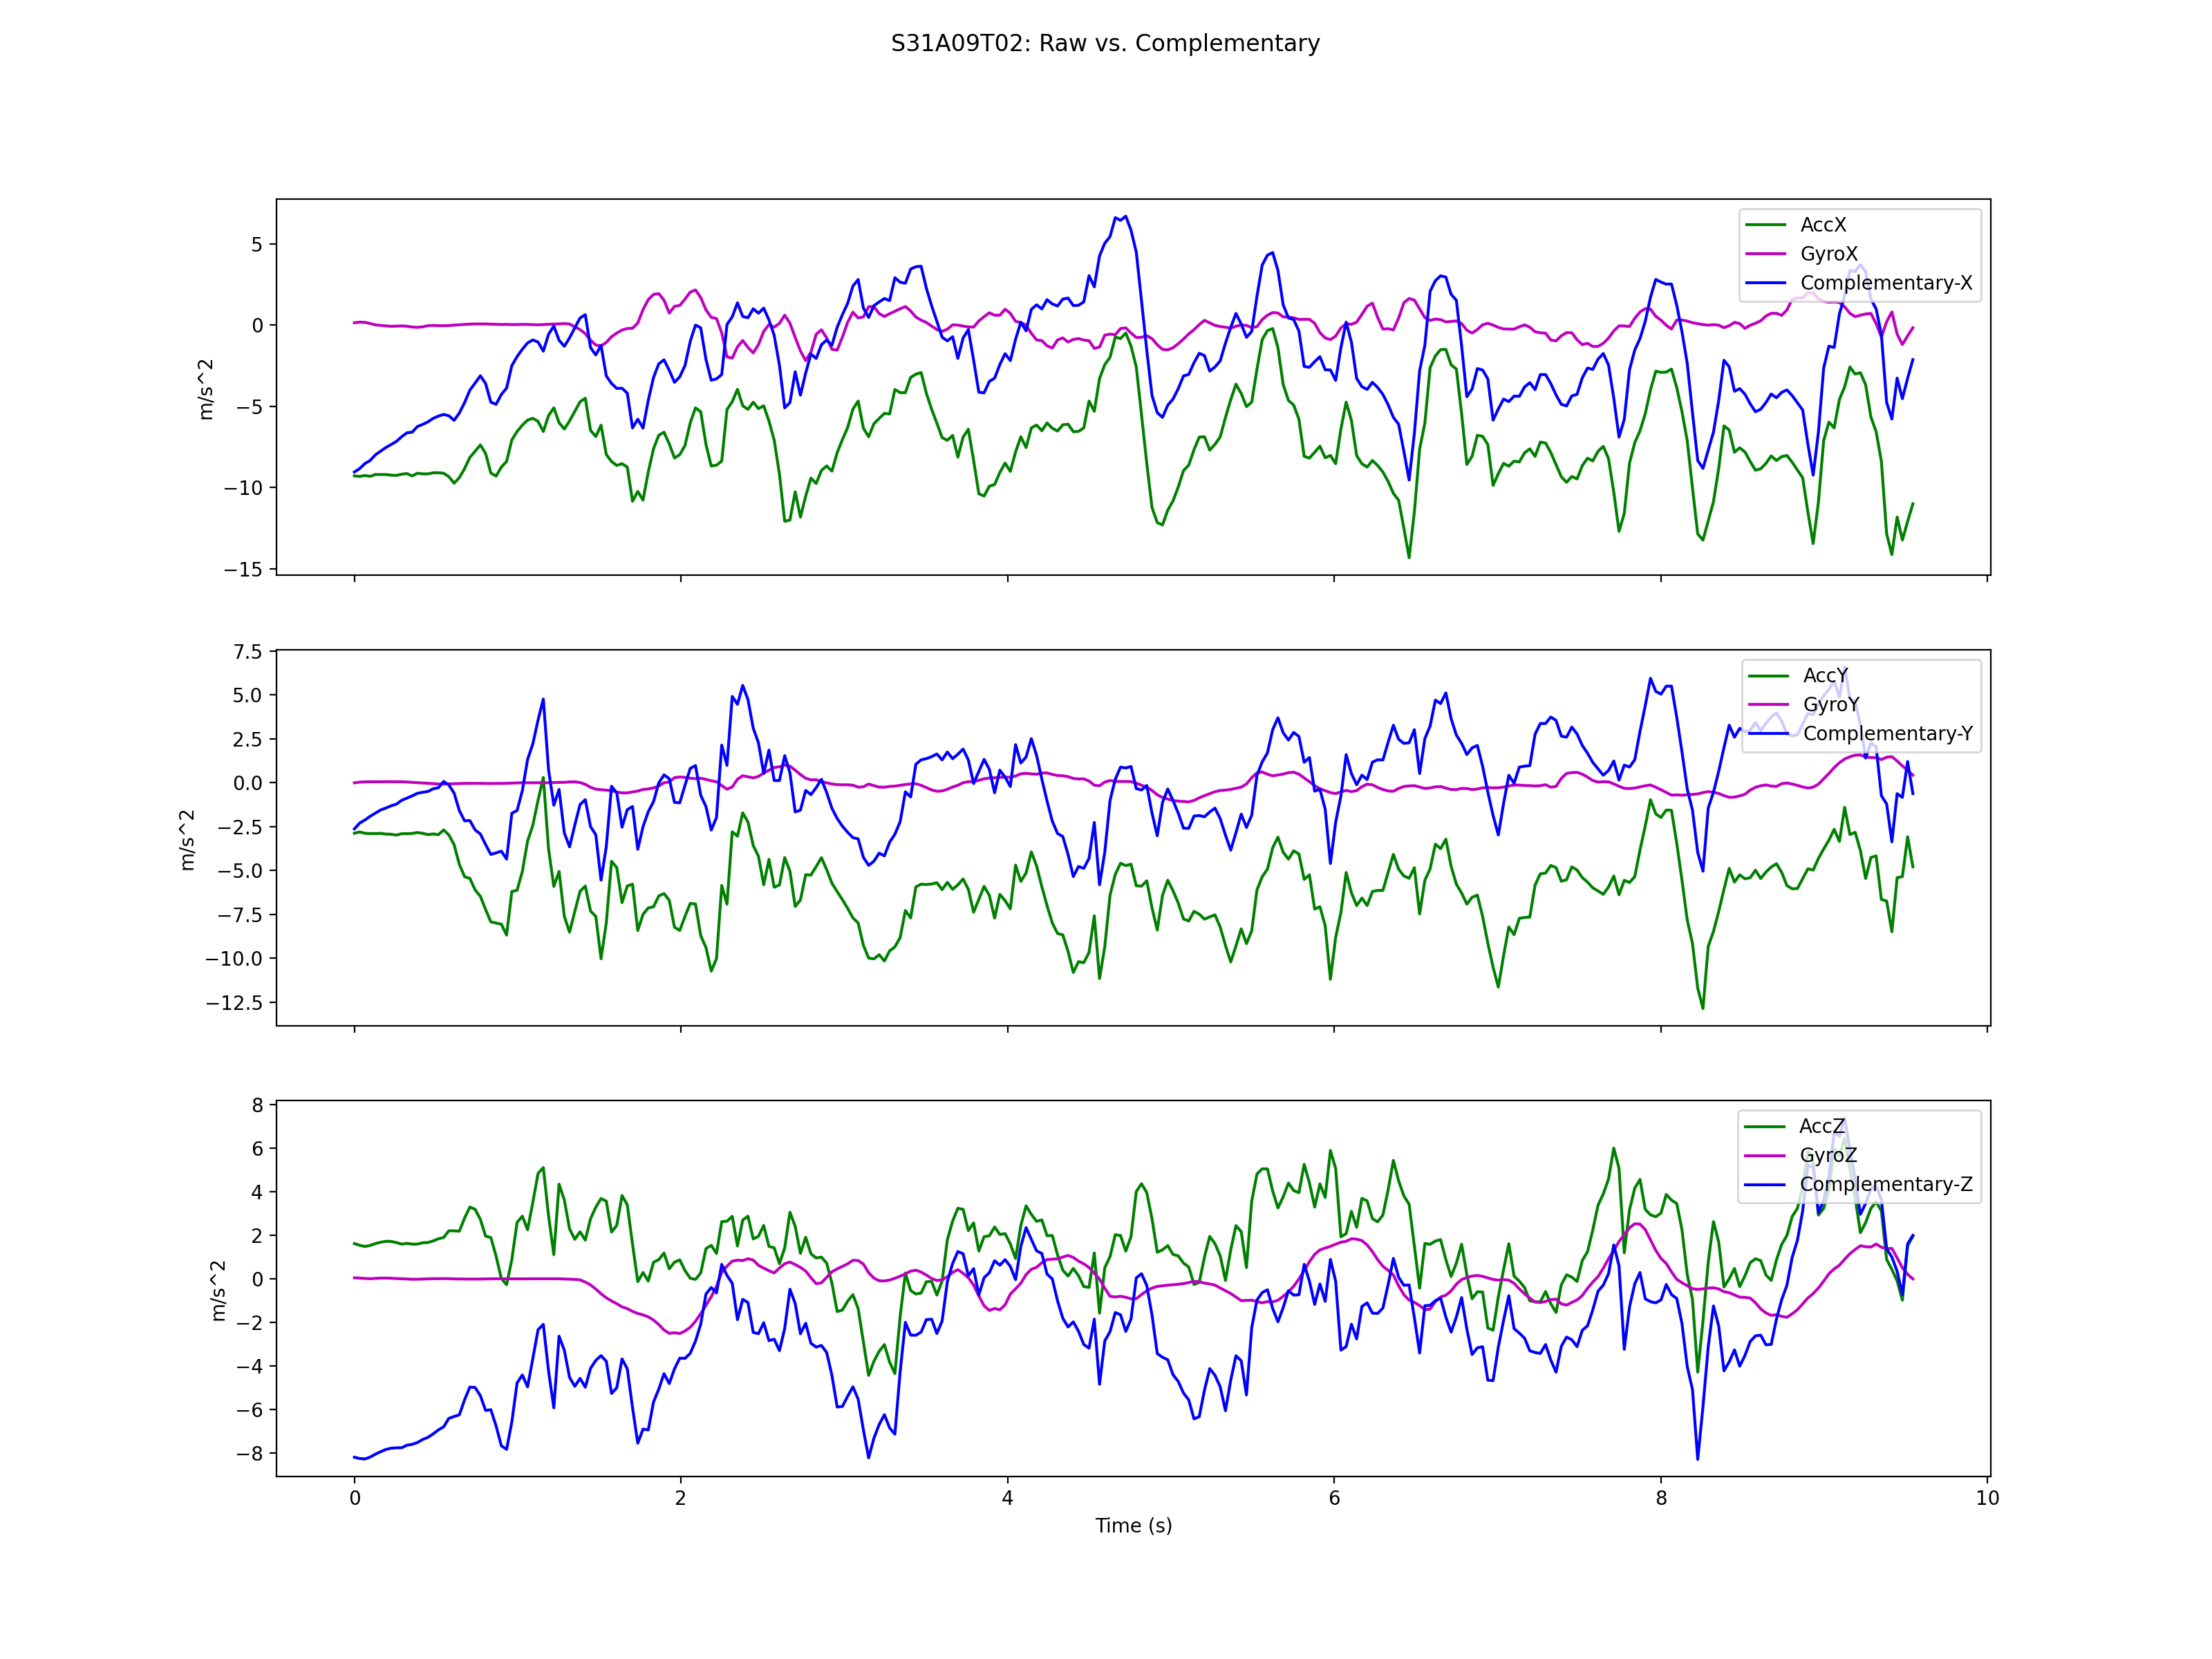 S31A09T02: Raw vs. Complementary
5
0
−5
−10
−15
m/s^2
AccX
GyroX
Complementary-X
7.5
5.0
2.5
0.0
−2.5
−5.0
−7.5
−10.0
−12.5
m/s^2
AccY
GyroY
Complementary-Y
8
6
4
2
0
−2
−4
−6
−8
m/s^2
AccZ
GyroZ
Complementary-Z
0 2 4 6 8 10
Time (s)